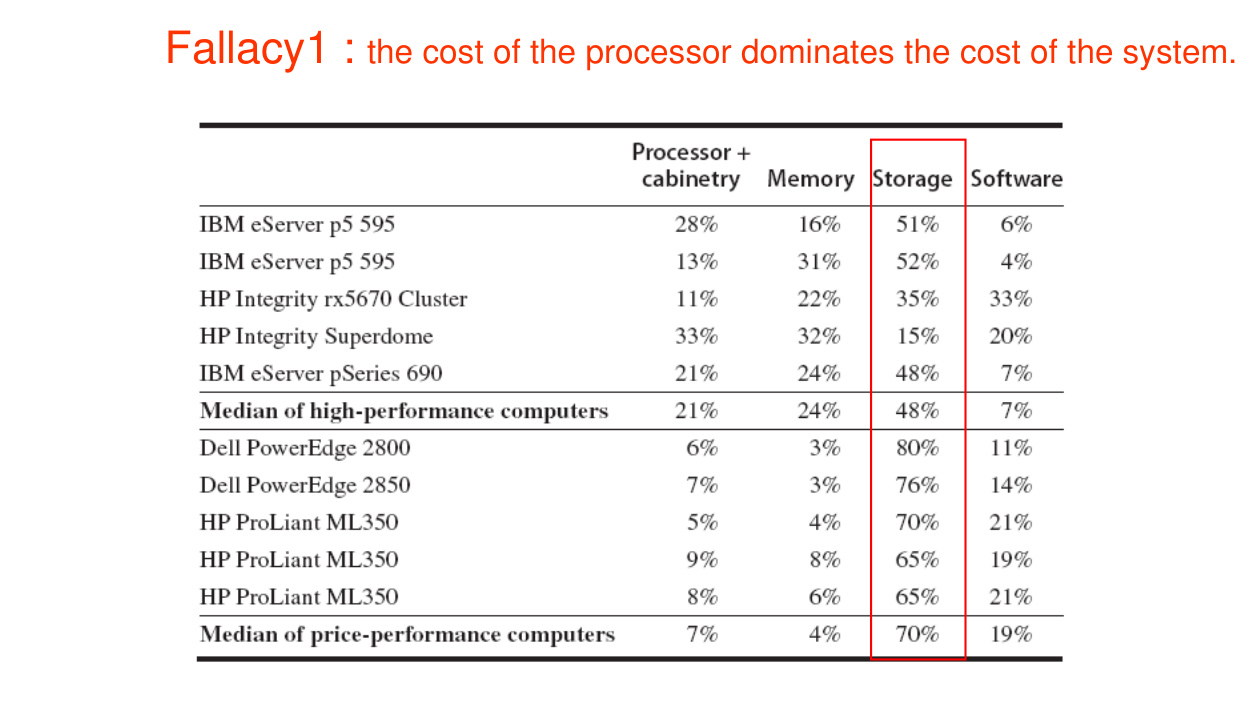 Fallacy1 : the cost of the processor dominates the cost of the system.
Processor +
cabinetry Memory Storage Software
IBM eServer p5 595 28% 16% 51% 6%
IBM eServer p5 595 13% 31% 52% 4%
HP Integrity rx5670 Cluster 11% 22% 35% 33%
HP Integrity Superdome 33% 32% 15% 20%
IBM eServer pSeries 690 21% 24% 48% 7%
Median of high-performance computers 21% 24% 48% 7%
Dell PowerEdge 2800 6% 3% 80% 11%
Dell PowerEdge 2850 7% 3% 76% 14%
HP ProLiant ML350 5% 4% 70% 21%
HP ProLiant ML350 9% 8% 65% 19%
HP ProLiant ML350 8% 6% 65% 21%
Median of price-performance computers 7% 4% 70% 19%